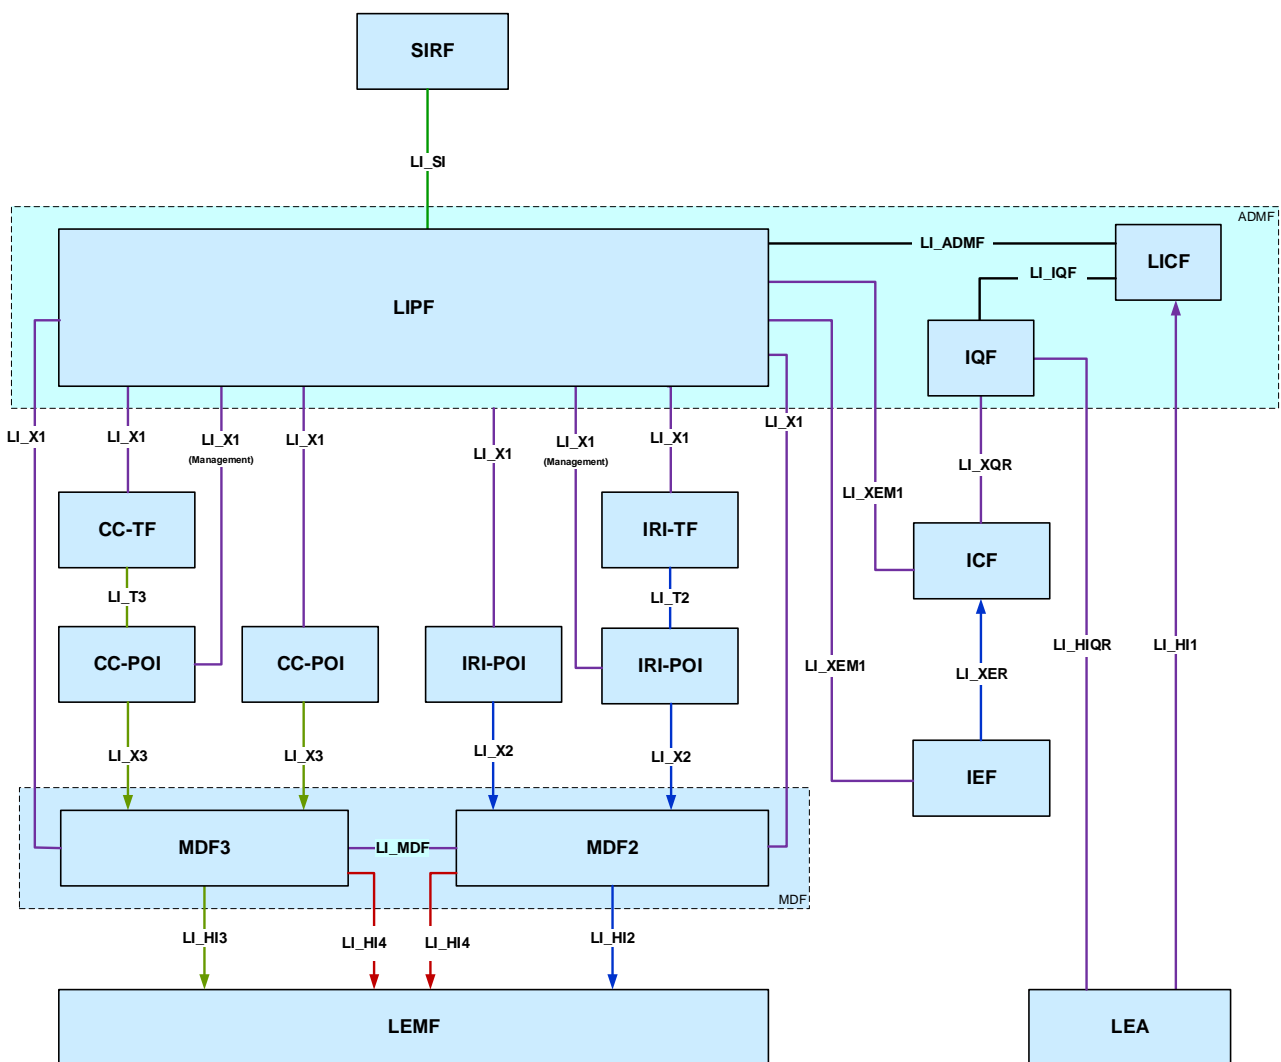 SIRF
LI_SI
ADMF
LI_ADMF
LICF
LI_IQF
LIPF
IQF
LI_X1
LI_X1
LI_X1
(Management)
LI_X1
LI_X1
LI_X1
(Management)
LI_X1
LI_X1
LI_XQR
LI_XEM1
CC-TF
IRI-TF
ICF
LI_T3
LI_T2
LI_HIQR
LI_HI1
CC-POI
CC-POI
IRI-POI
IRI-POI
LI_XEM1
LI_XER
LI_X3
LI_X3
LI_X2
LI_X2
IEF
MDF3
LI_MDF
MDF2
MDF
LI_HI3
LI_HI4
LI_HI4
LI_HI2
LEMF
LEA